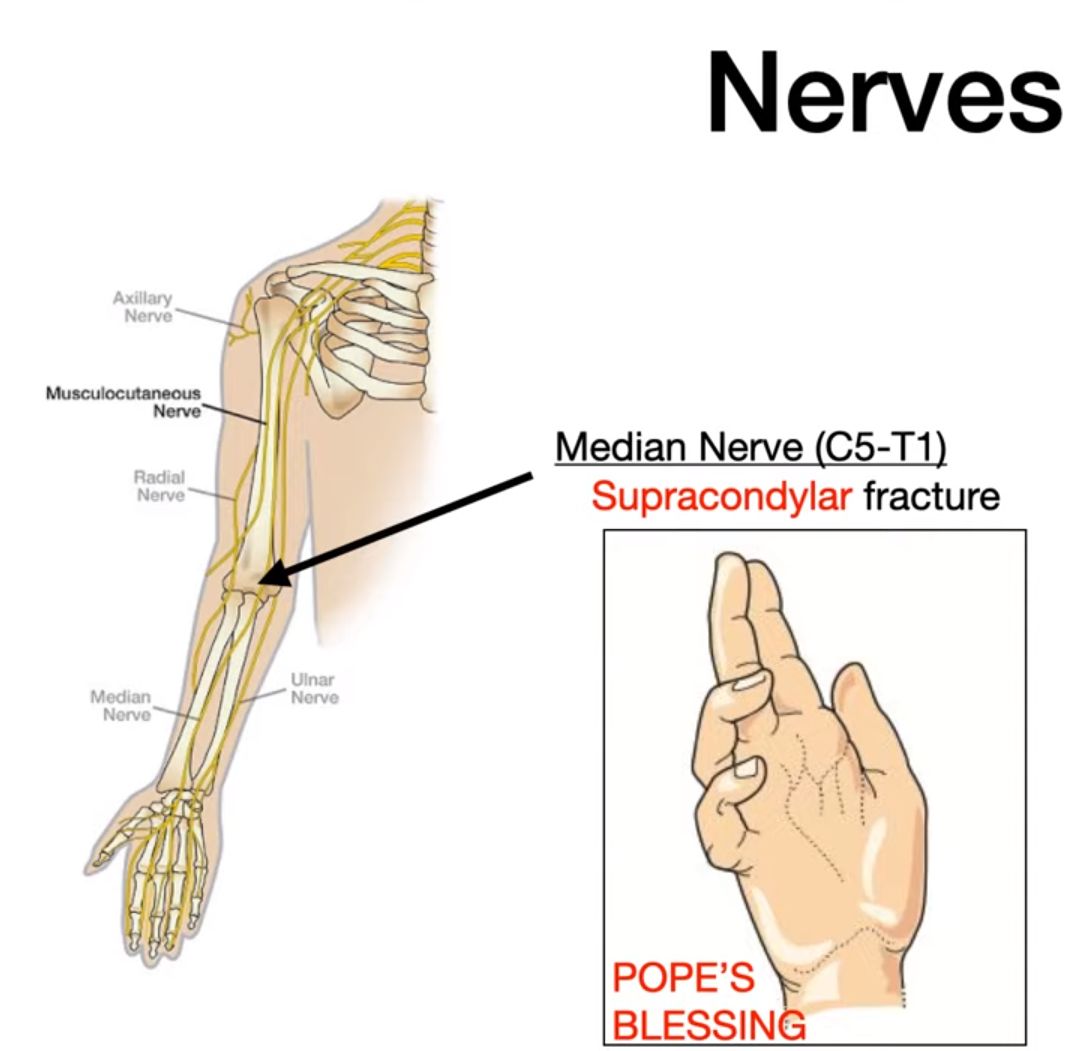 Nerves
Axillary
Nerve
Musculocutaneous
Nerve
Radial
Nerve
Median Nerve (C5-T1)
Supracondylar fracture
Median
Nerve
Ulnar
Nerve
POPE'S
BLESSING